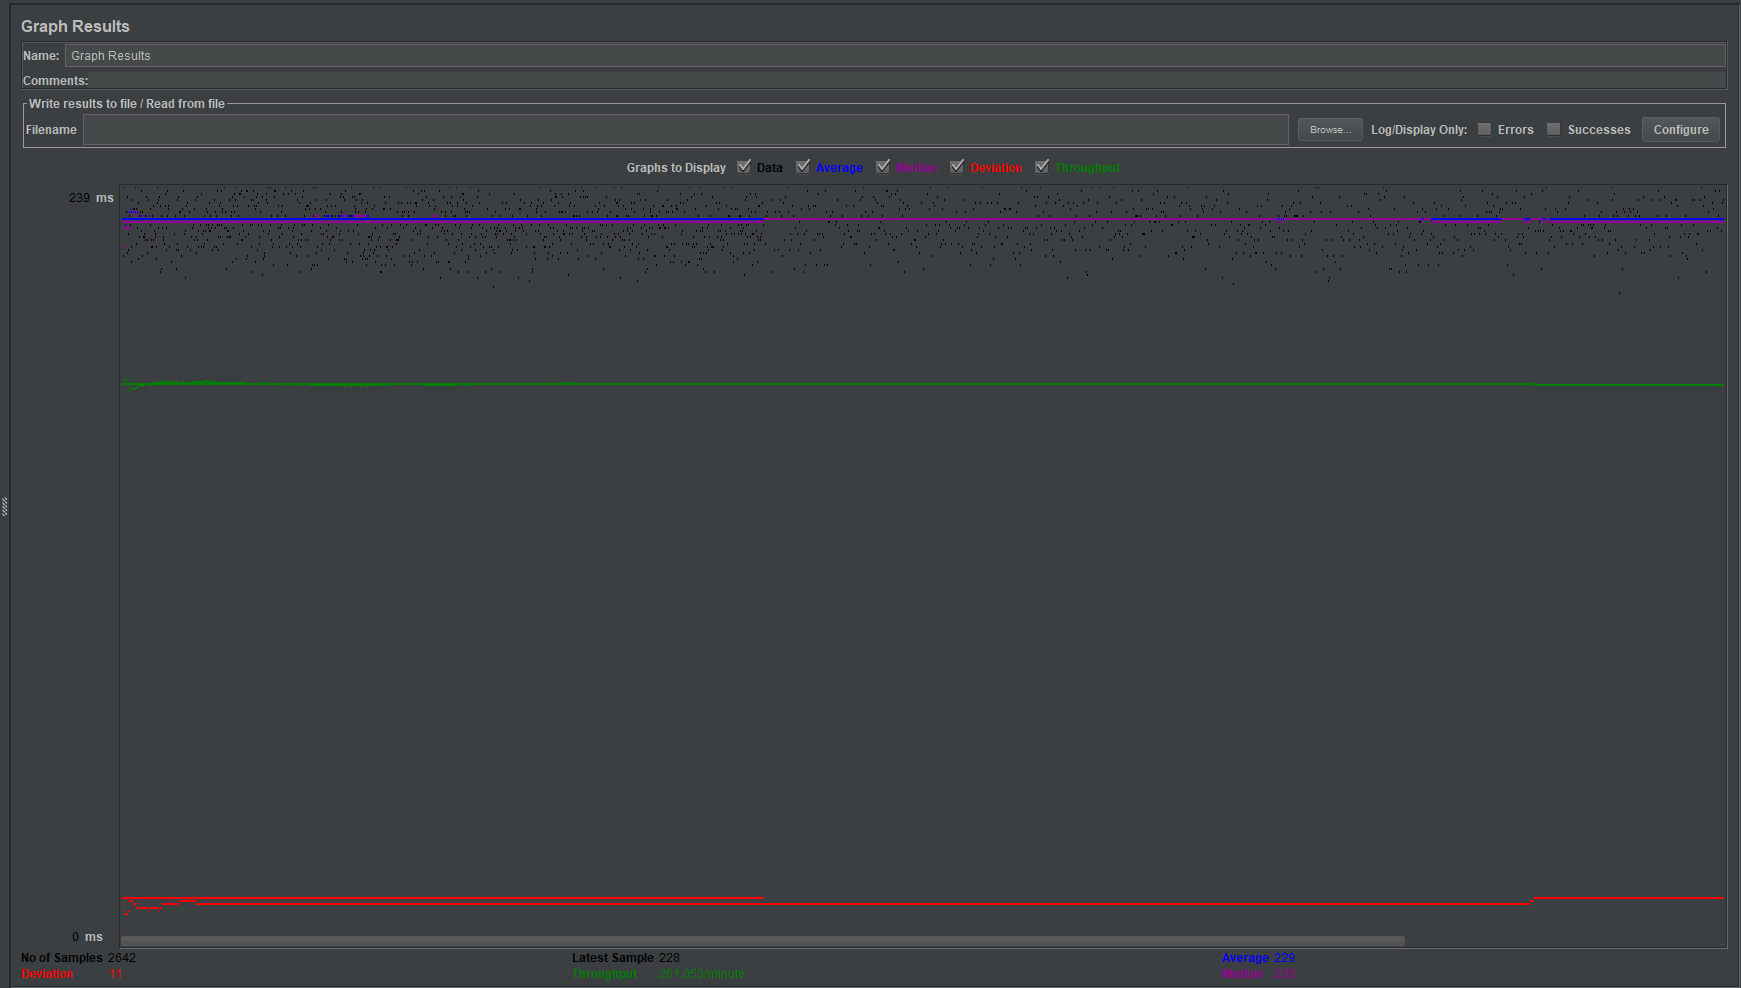 Graph Results
Name: Graph Results
Comments:
Write results to file / Read from file
Filename Browse... Log/Display Only: Errors Successes Configure
Graphs to Display Data Average Median Deviation Throughput
239 ms
0 ms
No of Samples 2642 Latest Sample 228 Average 229
Deviation 11 Throughput 261.053/minute Median